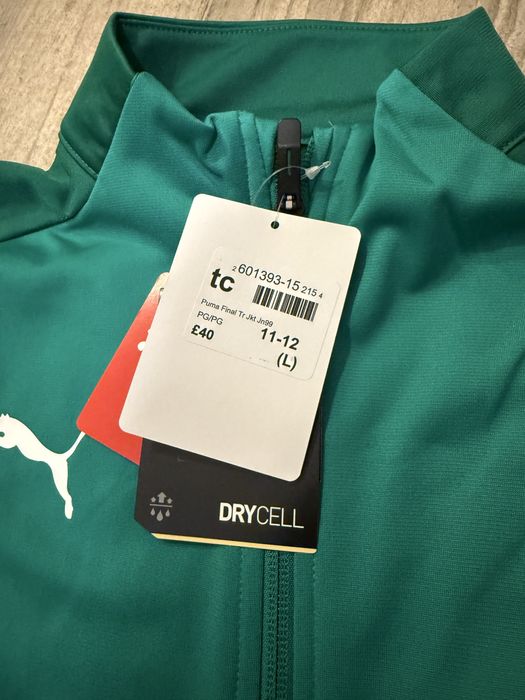 2 601393-15 215 4
tc
Puma Final Tr Jkt Jn99
PG/PG
£40
11-12
(L)
DRYCELL